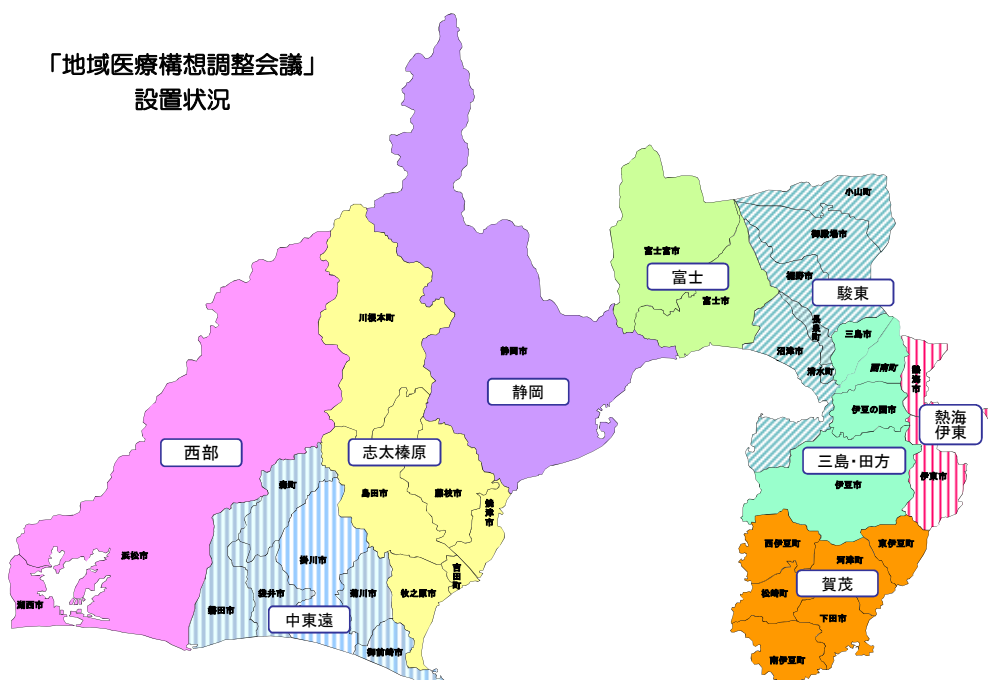 「地域医療構想調整会議」
設置状況
小山町
御殿場市
富士宮市
裾野市
富士
駿東
富士市
川根本町
長泉町
三島市
静岡市
沼津市
清水町
函南町
熱海市
静岡
伊豆の国市
熱海
伊東
西部
志太榛原
三島・田方
伊東市
森町
島田市
藤枝市
焼津市
伊豆市
浜松市
掛川市
西伊豆町
東伊豆町
河津町
吉田町
賀茂
湖西市
磐田市
袋井市
菊川市
牧之原市
松崎町
中東遠
下田市
御前崎市
南伊豆町